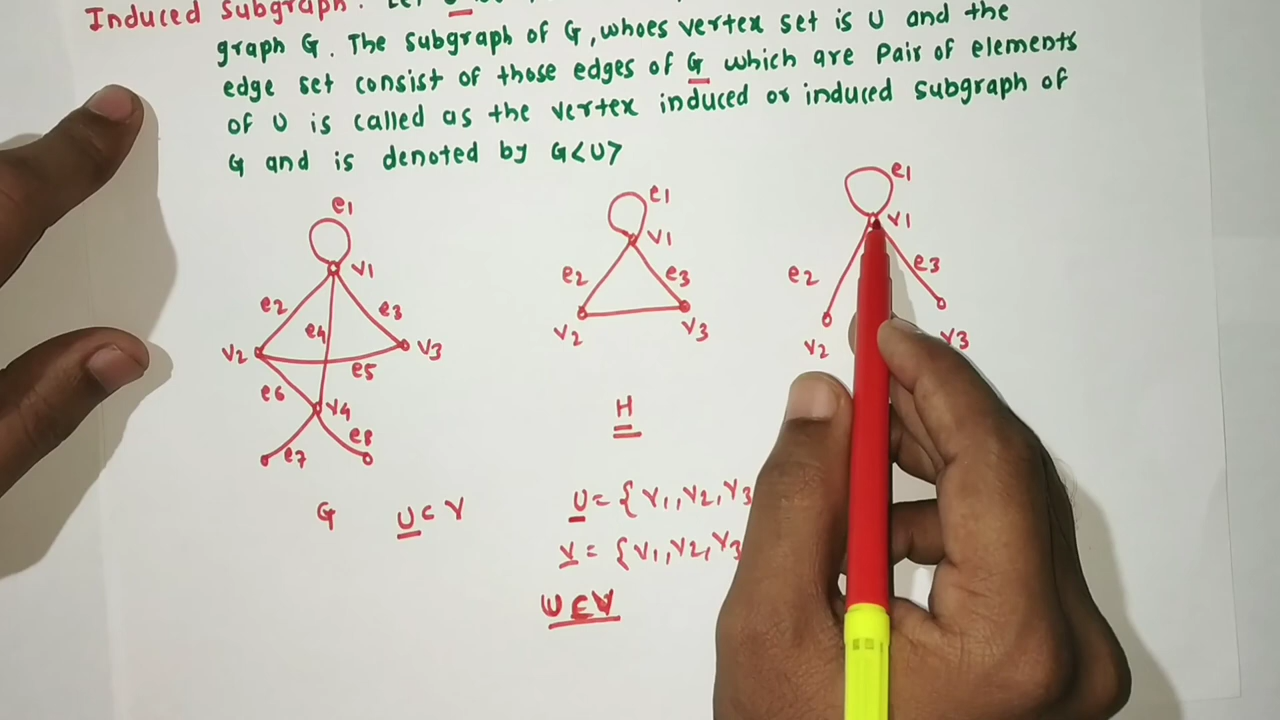 Induced Subgraph: Let U
graph G. The subgraph of G, whoes vertex set is U and the
edge set consist of those edges of G which are pair of elements
of U is called as the vertex induced or induced subgraph of
G and is denoted by G<U>
e1
v1
e2
e4
e3
v2
v3
e5
e6
v4
e7
e8
G U⊂V
e1
v1
e2
e3
v2
v3
H
U = {v1, v2, v3
V = {v1, v2, v3
e1
v1
e2
e3
v2
v3